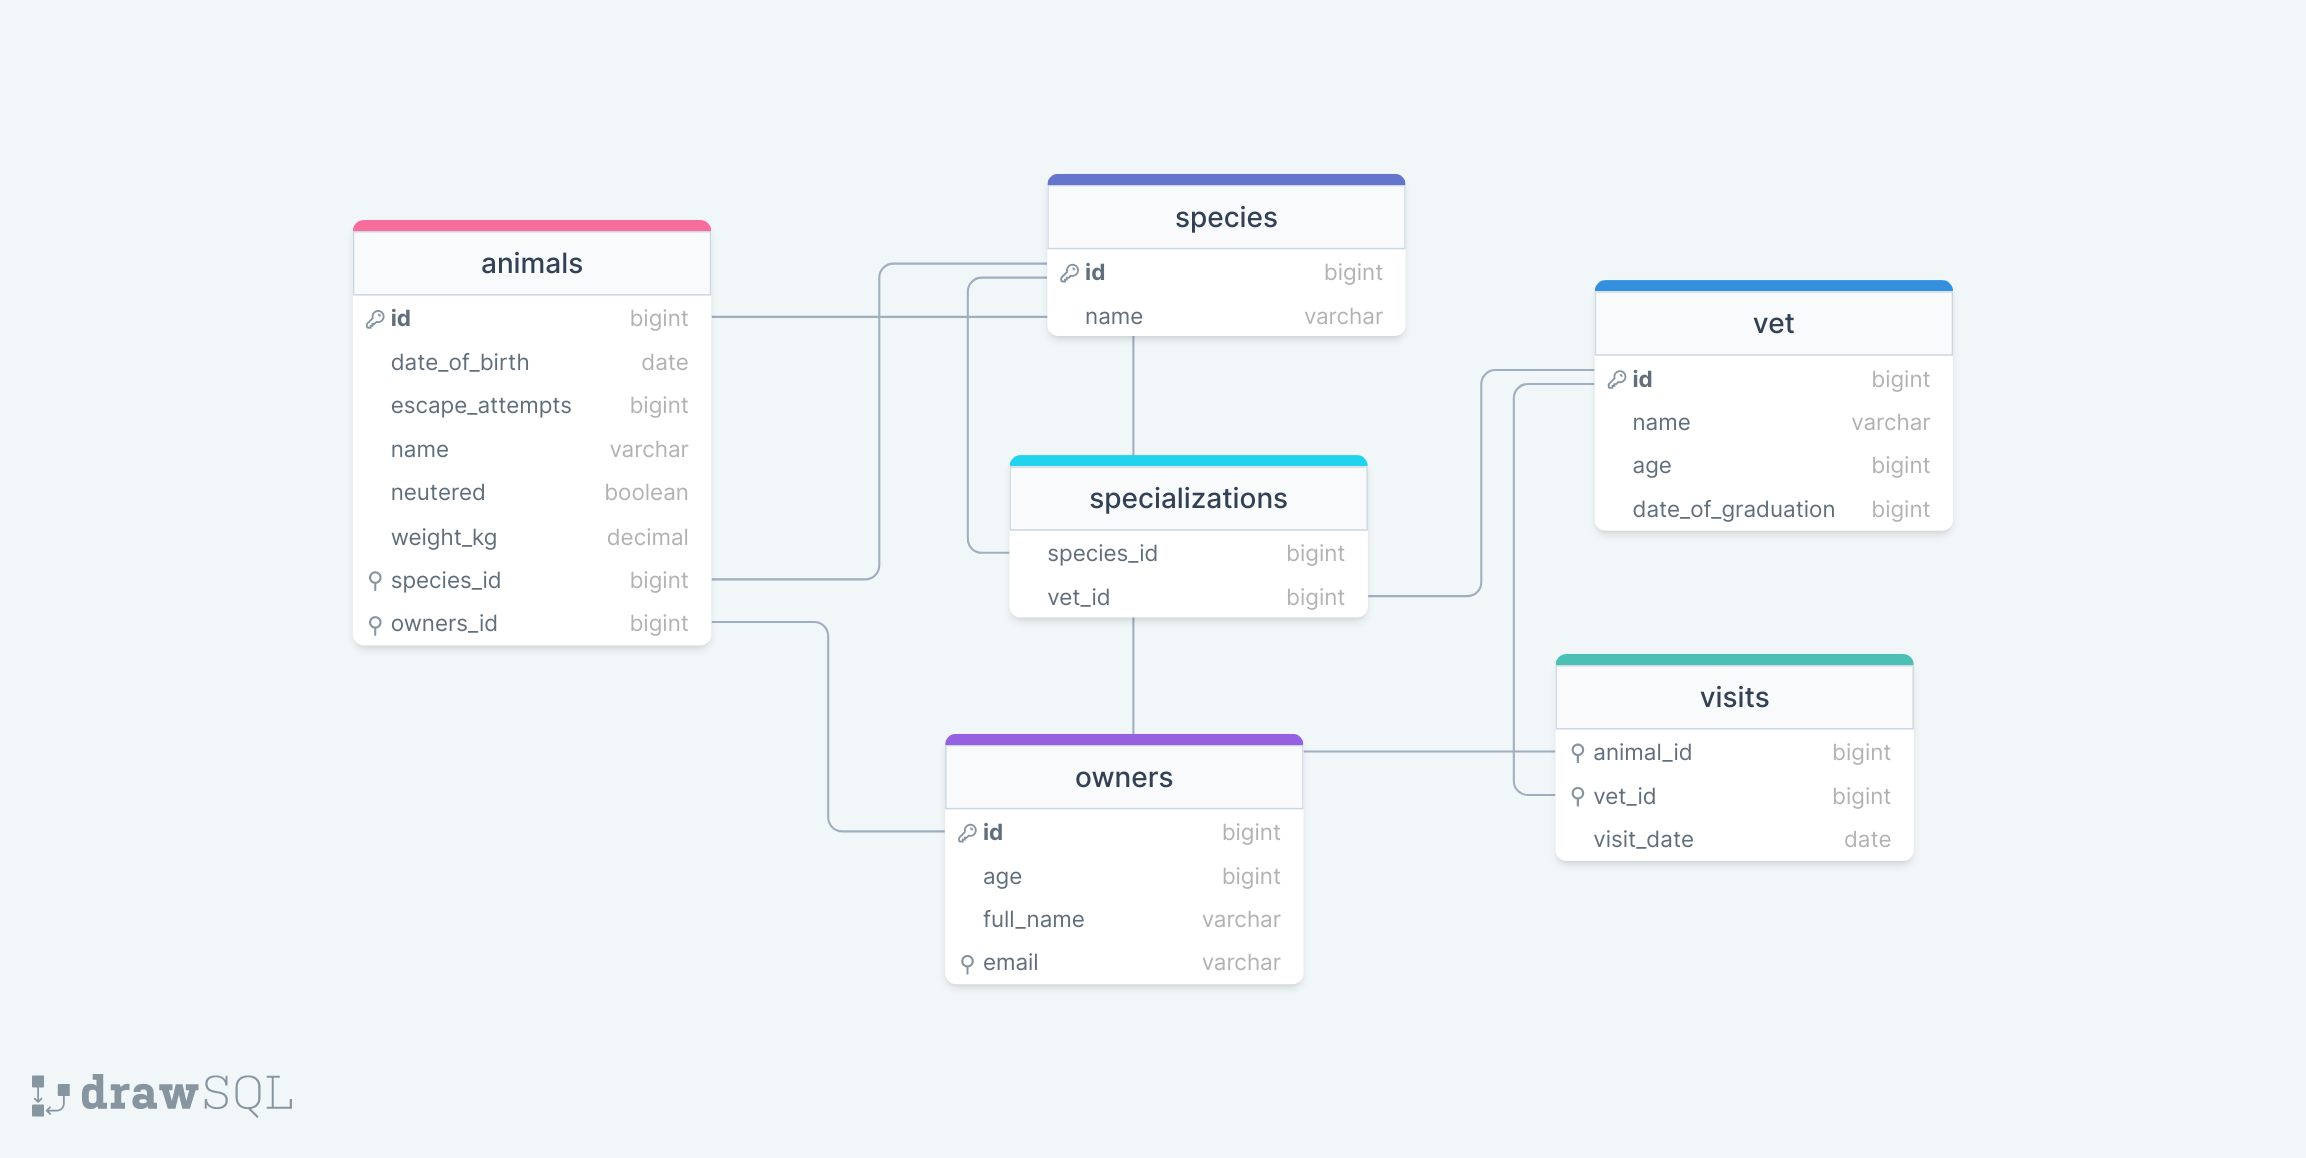 animals
id bigint
date_of_birth date
escape_attempts bigint
name varchar
neutered boolean
weight_kg decimal
species_id bigint
owners_id bigint
species
id bigint
name varchar
specializations
species_id bigint
vet_id bigint
owners
id bigint
age bigint
full_name varchar
email varchar
vet
id bigint
name varchar
age bigint
date_of_graduation bigint
visits
animal_id bigint
vet_id bigint
visit_date date
drawSQL